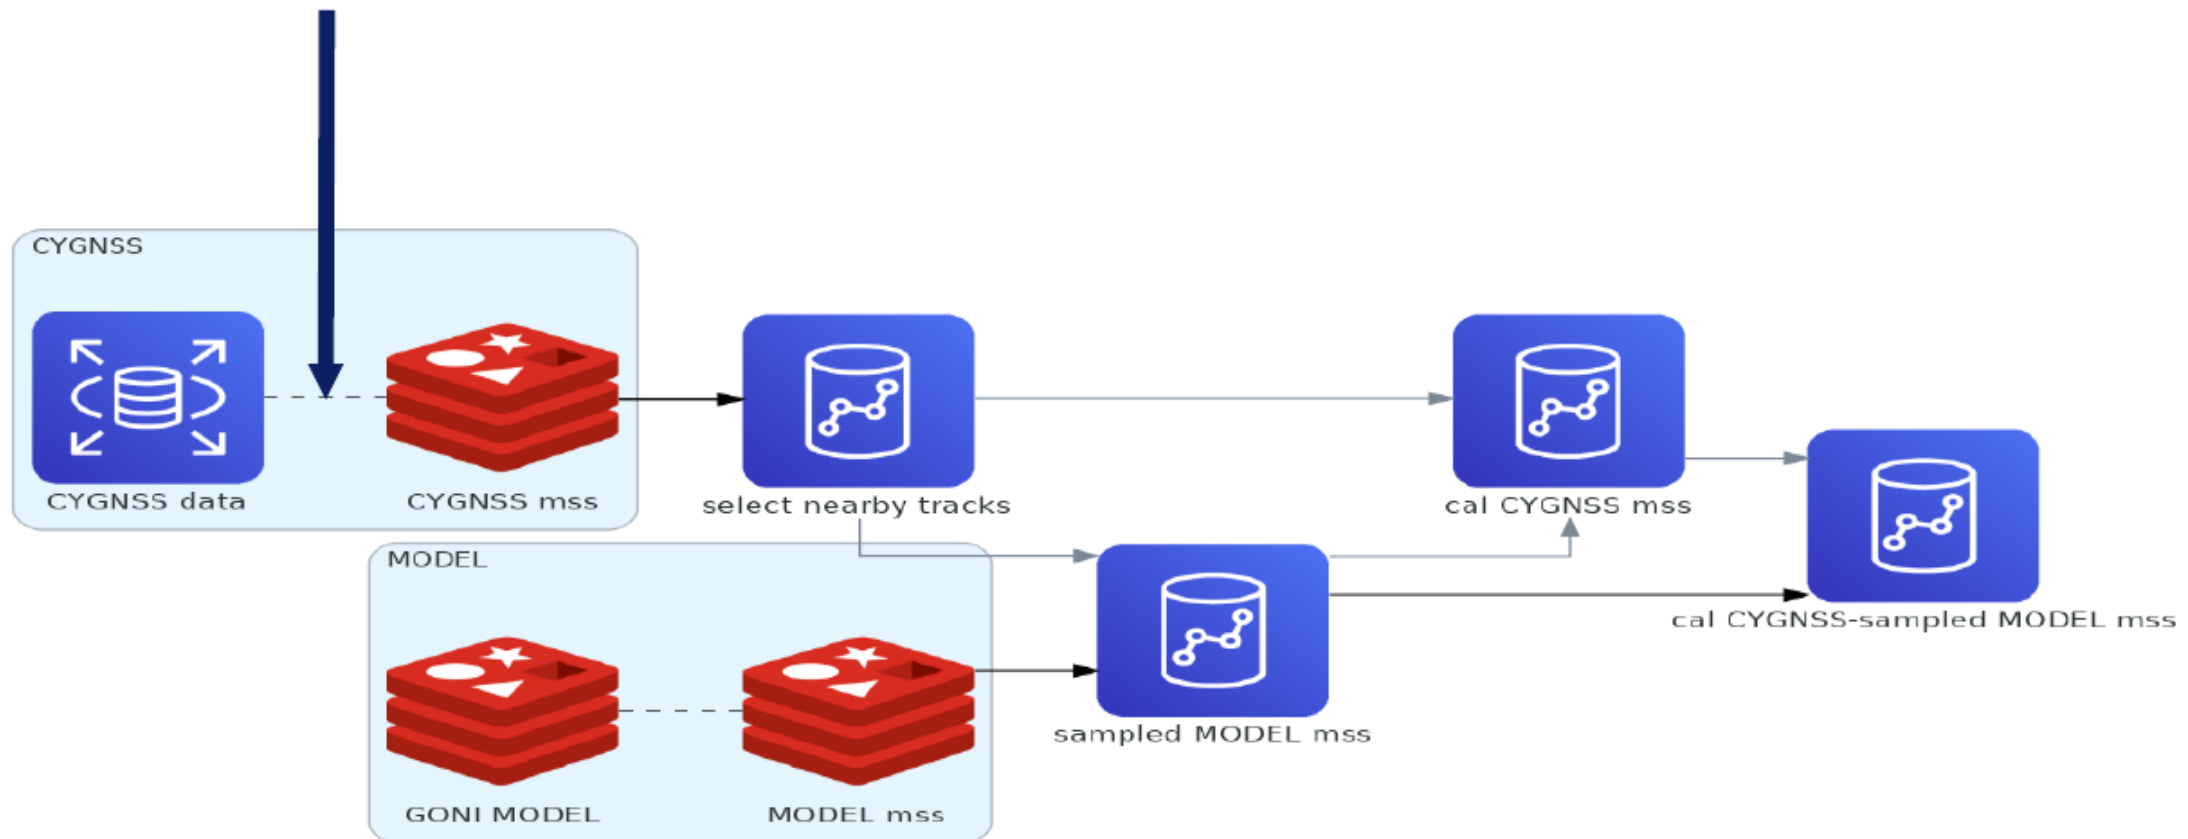 CYGNSS
CYGNSS data
CYGNSS mss
select nearby tracks
cal CYGNSS mss
MODEL
cal CYGNSS-sampled MODEL mss
sampled MODEL mss
GONI MODEL
MODEL mss